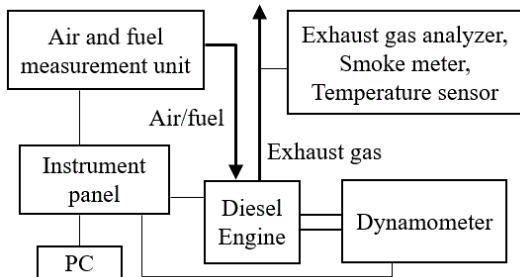 Air and fuel
measurement unit
Exhaust gas analyzer,
Smoke meter,
Temperature sensor
Air/fuel
Exhaust gas
Instrument
panel
Diesel
Engine
Dynamometer
PC